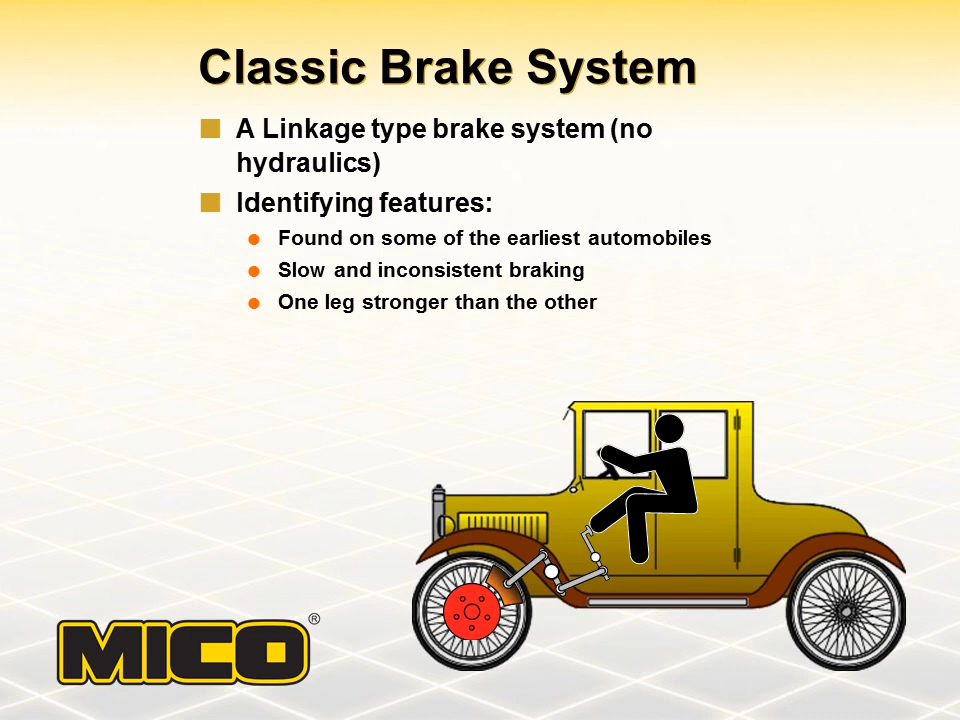 Classic Brake System
A Linkage type brake system (no
hydraulics)
Identifying features:
Found on some of the earliest automobiles
Slow and inconsistent braking
One leg stronger than the other
MICO®